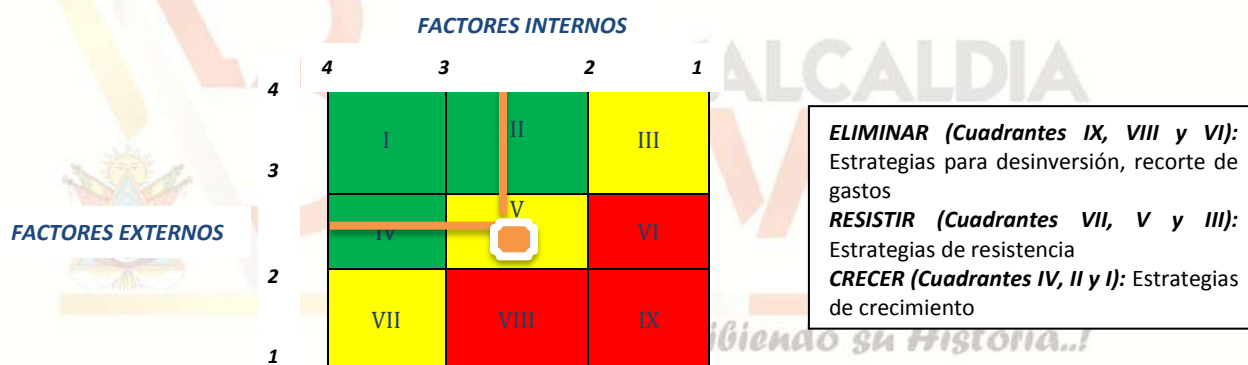 FACTORES INTERNOS
ALCALDIA
4 3 2 1
4
I II III
3
FACTORES EXTERNOS
IV V VI
2
VII VIII IX
1
ELIMINAR (Cuadrantes IX, VIII y VI):
Estrategias para desinversión, recorte de
gastos
RESISTIR (Cuadrantes VII, V y III):
Estrategias de resistencia
CRECER (Cuadrantes IV, II y I): Estrategias
de crecimiento
su Historia..!